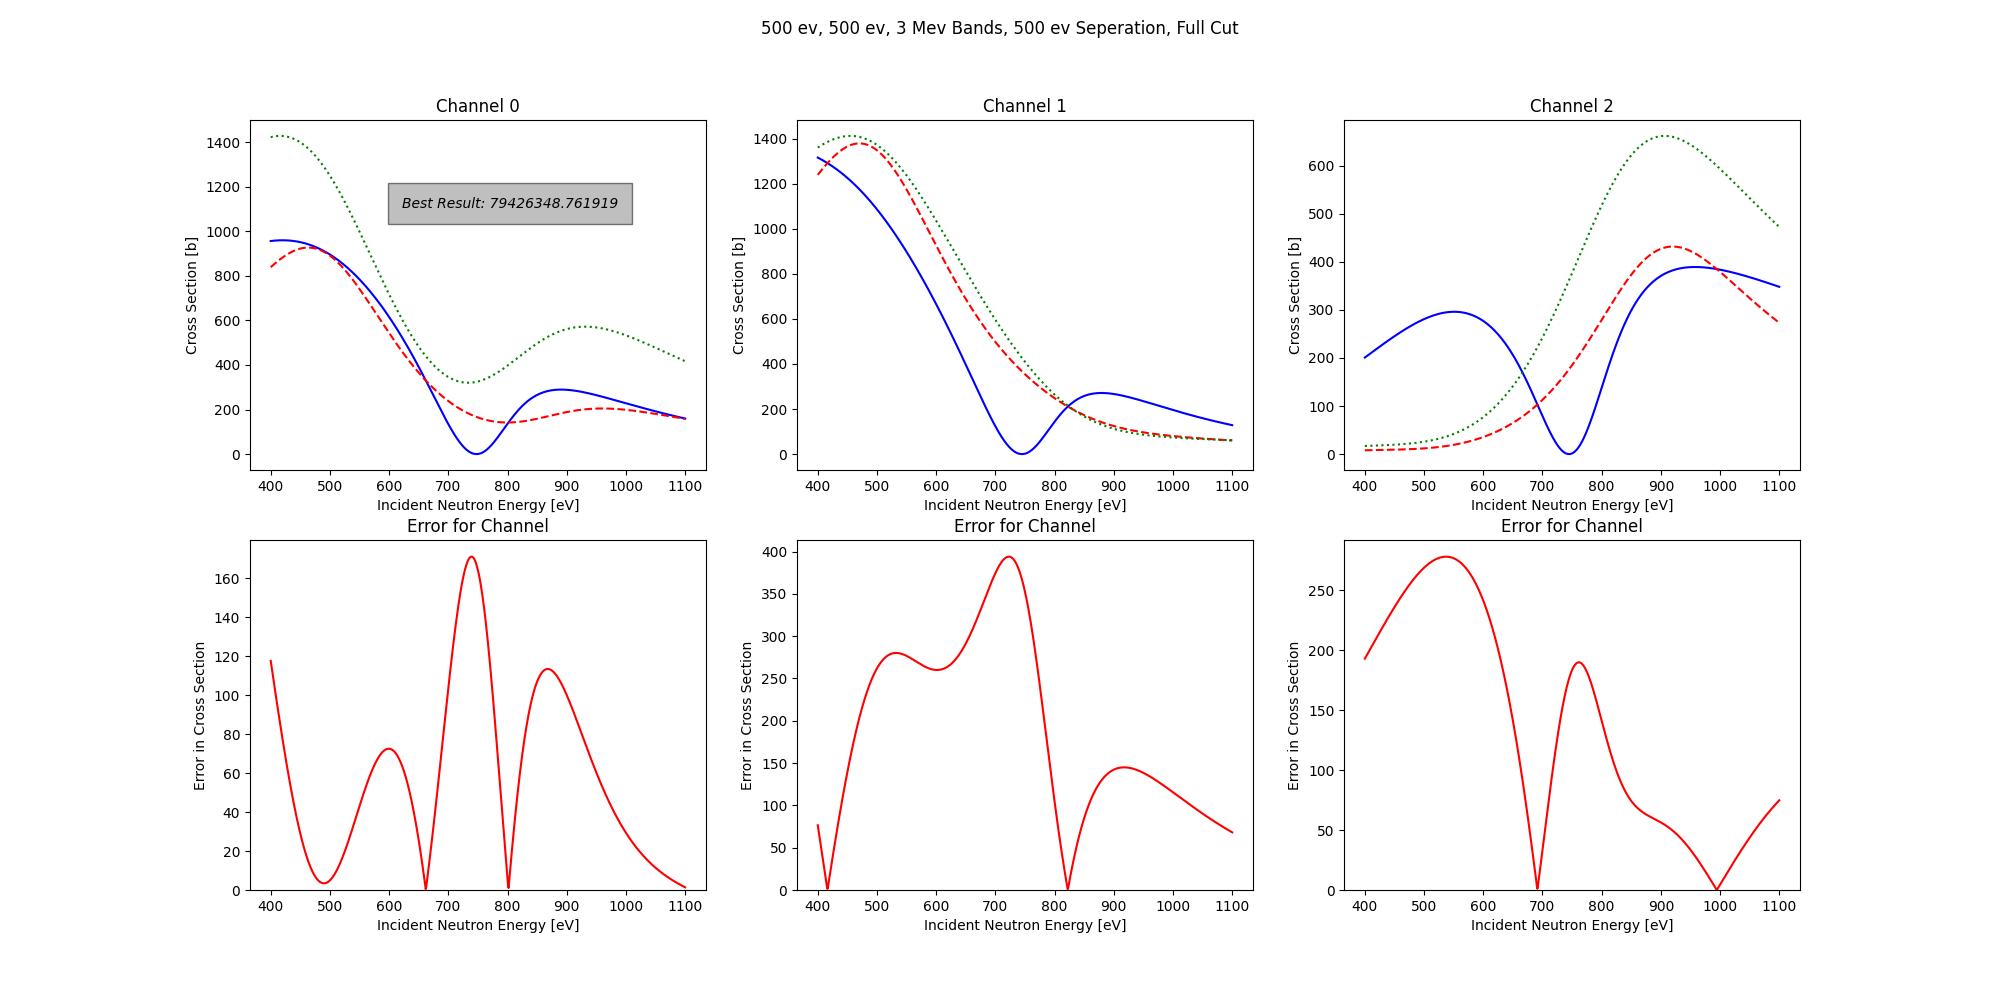 500 ev, 500 ev, 3 Mev Bands, 500 ev Seperation, Full Cut
Channel 0
Cross Section [b]
1400
1200
1000
800
600
400
200
0
Best Result: 79426348.761919
400 500 600 700 800 900 1000 1100
Incident Neutron Energy [eV]
Channel 1
Cross Section [b]
1400
1200
1000
800
600
400
200
0
400 500 600 700 800 900 1000 1100
Incident Neutron Energy [eV]
Channel 2
Cross Section [b]
600
500
400
300
200
100
0
400 500 600 700 800 900 1000 1100
Incident Neutron Energy [eV]
Error for Channel
Error in Cross Section
160
140
120
100
80
60
40
20
0
400 500 600 700 800 900 1000 1100
Incident Neutron Energy [eV]
Error for Channel
Error in Cross Section
400
350
300
250
200
150
100
50
0
400 500 600 700 800 900 1000 1100
Incident Neutron Energy [eV]
Error for Channel
Error in Cross Section
250
200
150
100
50
0
400 500 600 700 800 900 1000 1100
Incident Neutron Energy [eV]